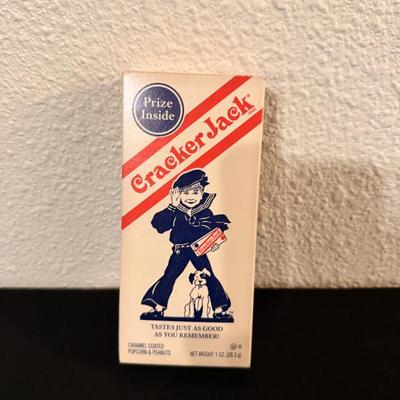 Prize
Inside
Cracker Jack®
TASTES JUST AS GOOD
AS YOU REMEMBER!
CARAMEL COATED
POPCORN & PEANUTS
NET WEIGHT 1 OZ. (28.3 g)